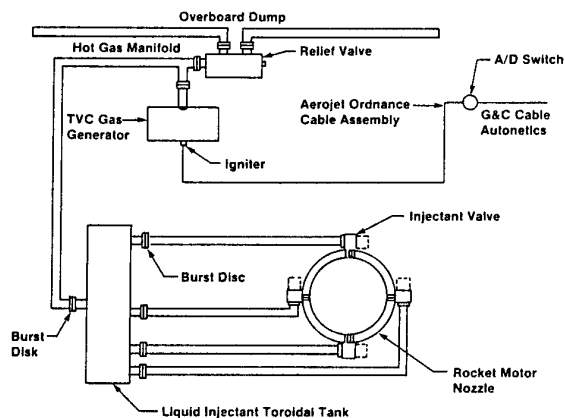 Overboard Dump
Hot Gas Manifold
Relief Valve
A/D Switch
TVC Gas
Generator
Aerojet Ordnance
Cable Assembly
G&C Cable
Autonetics
Igniter
Injectant Valve
Burst Disc
Burst
Disk
Rocket Motor
Nozzle
Liquid Injectant Toroidal Tank